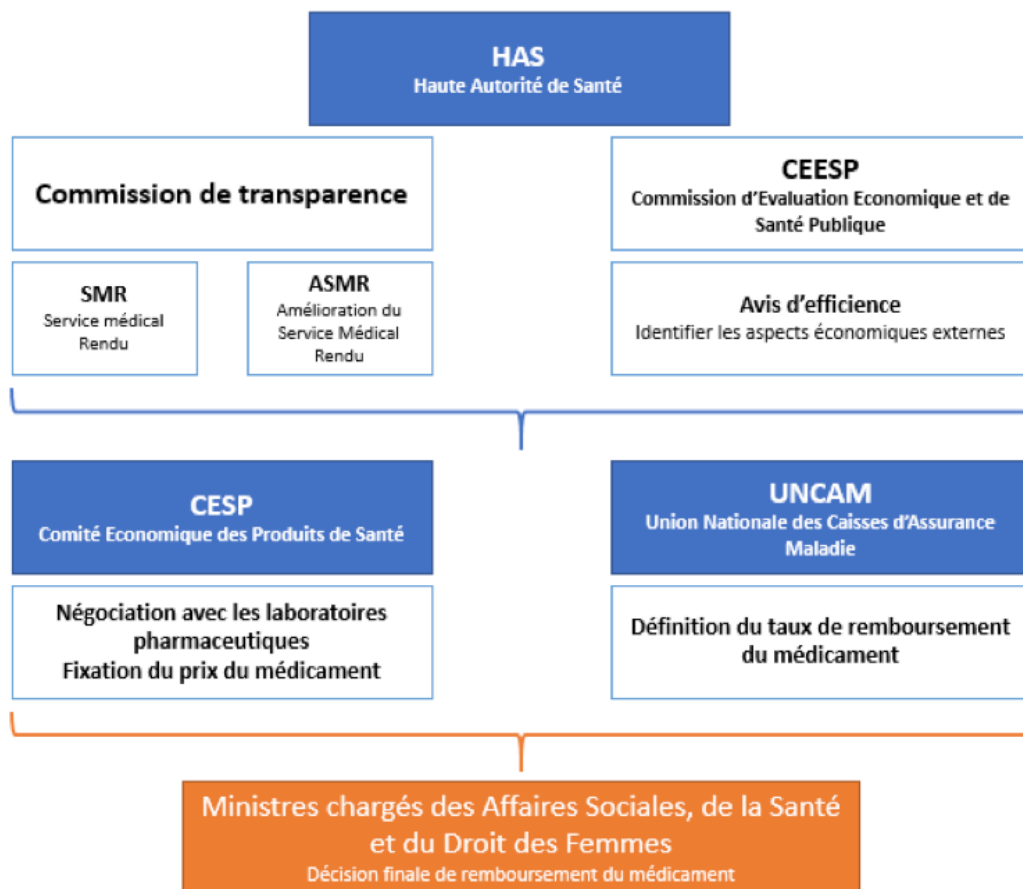 HAS
Haute Autorité de Santé
Commission de transparence
CEESP
Commission d'Evaluation Economique et de
Santé Publique
SMR
Service médical
Rendu
ASMR
Amélioration du
Service Médical
Rendu
Avis d'efficience
Identifier les aspects économiques externes
CESP
Comité Economique des Produits de Santé
UNCAM
Union Nationale des Caisses d'Assurance
Maladie
Négociation avec les laboratoires
pharmaceutiques
Fixation du prix du médicament
Définition du taux de remboursement
du médicament
Ministres chargés des Affaires Sociales, de la Santé
et du Droit des Femmes
Décision finale de remboursement du médicament